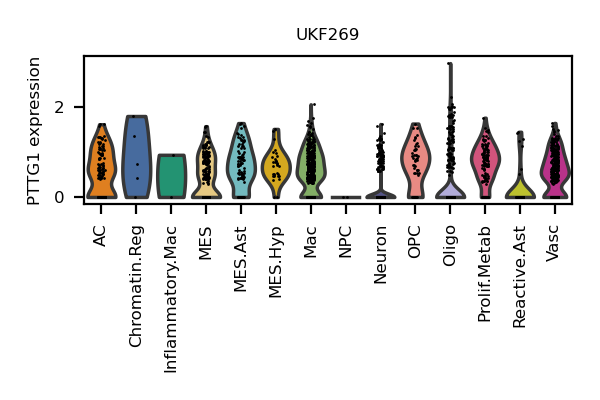 UKF269
PTTG1 expression
2
0
AC
Chromatin.Reg
Inflammatory.Mac
MES
MES.Ast
MES.Hyp
Mac
NPC
Neuron
OPC
Oligo
Prolif.Metab
Reactive.Ast
Vasc